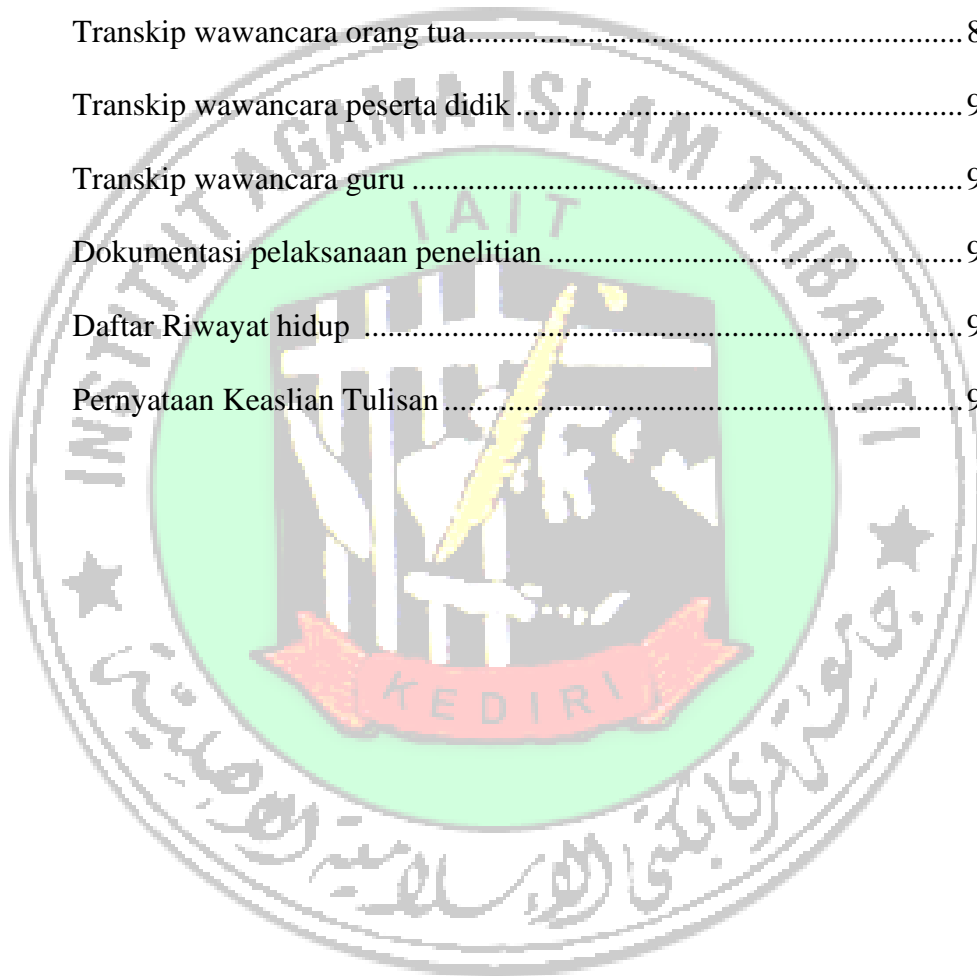 Transkip wawancara orang tua........................................................... 8
Transkip wawancara peserta didik ..................................................... 9
Transkip wawancara guru .................................................................. 9
Dokumentasi pelaksanaan penelitian ................................................. 9
Daftar Riwayat hidup ........................................................................ 9
Pernyataan Keaslian Tulisan .............................................................. 9
INSTITUT AGAMA ISLAM TRIBAKTI
IAIT
KEDIRI